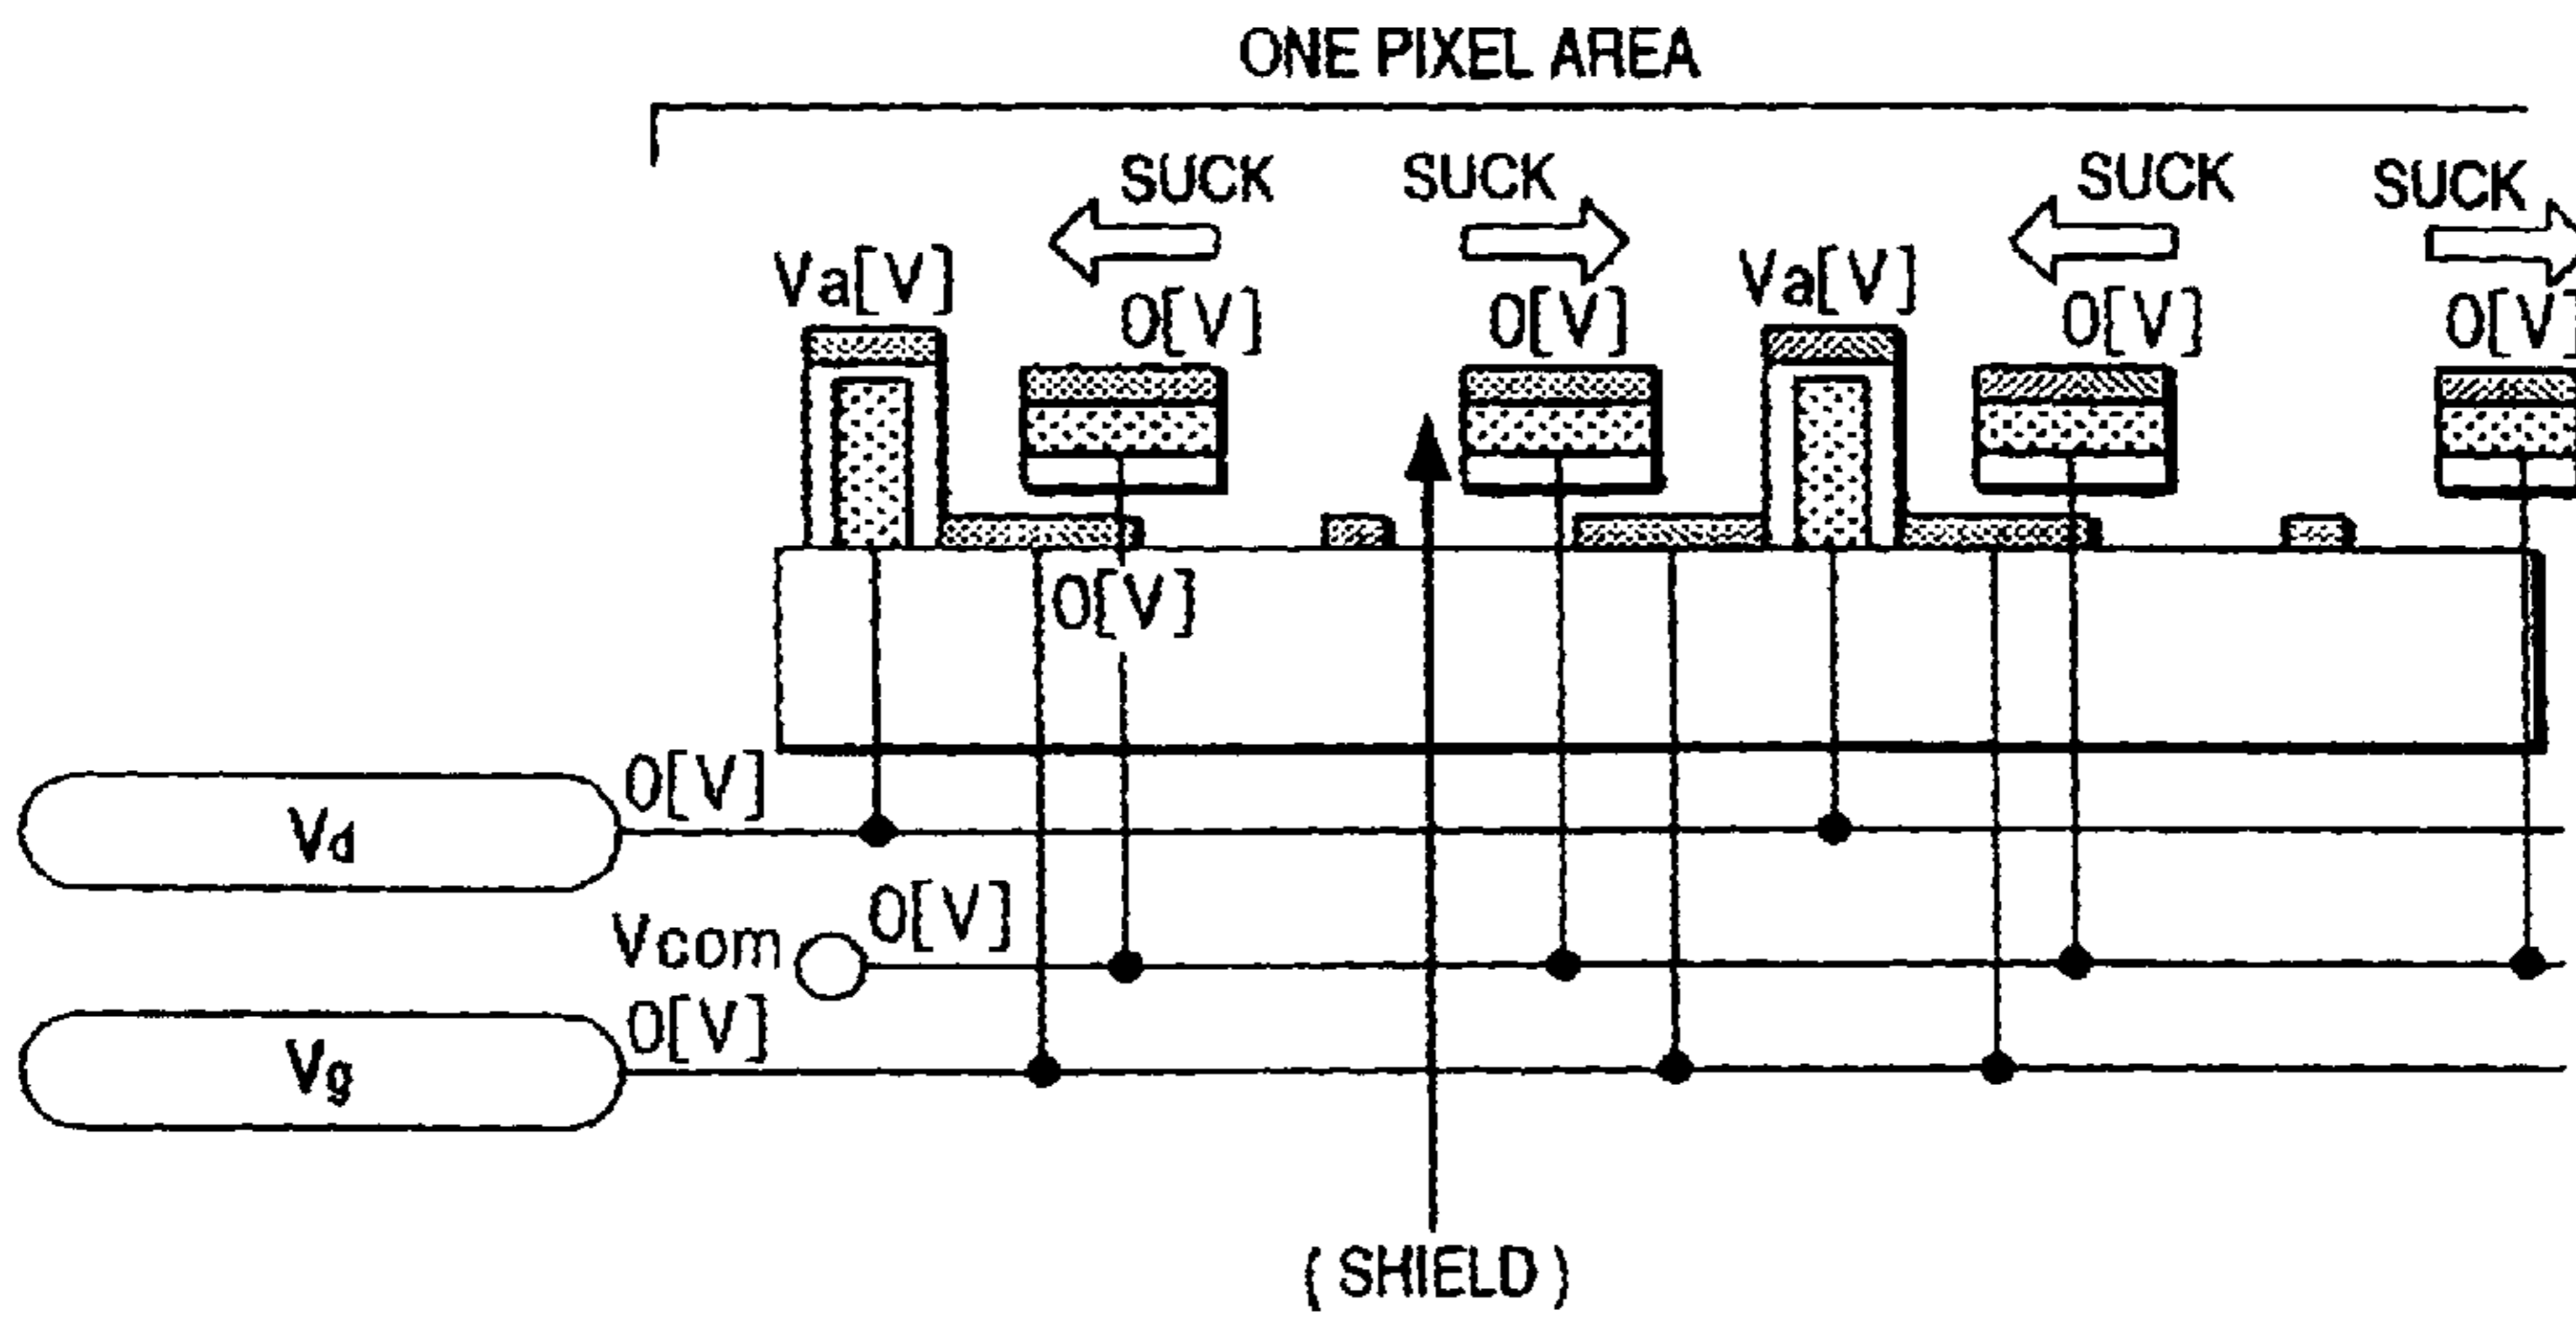 ONE PIXEL AREA
SUCK SUCK SUCK SUCK
Va[V] Va[V]
0[V] 0[V] 0[V] 0[V]
0[V]
0[V]
Vd
0[V]
Vcom
0[V]
Vg
(SHIELD)